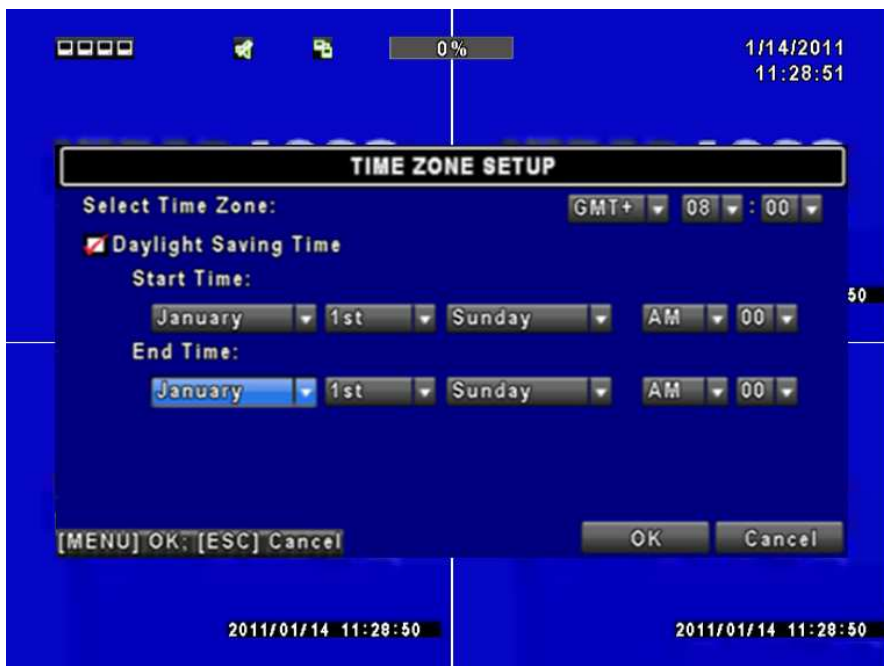 0% 1/14/2011
11:28:51
TIME ZONE SETUP
Select Time Zone: GMT+ 08 : 00
Daylight Saving Time
Start Time:
50
January 1st Sunday AM 00
End Time:
January 1st Sunday AM 00
[MENU] OK; [ESC] Cancel OK Cancel
2011/01/14 11:28:50 2011/01/14 11:28:50